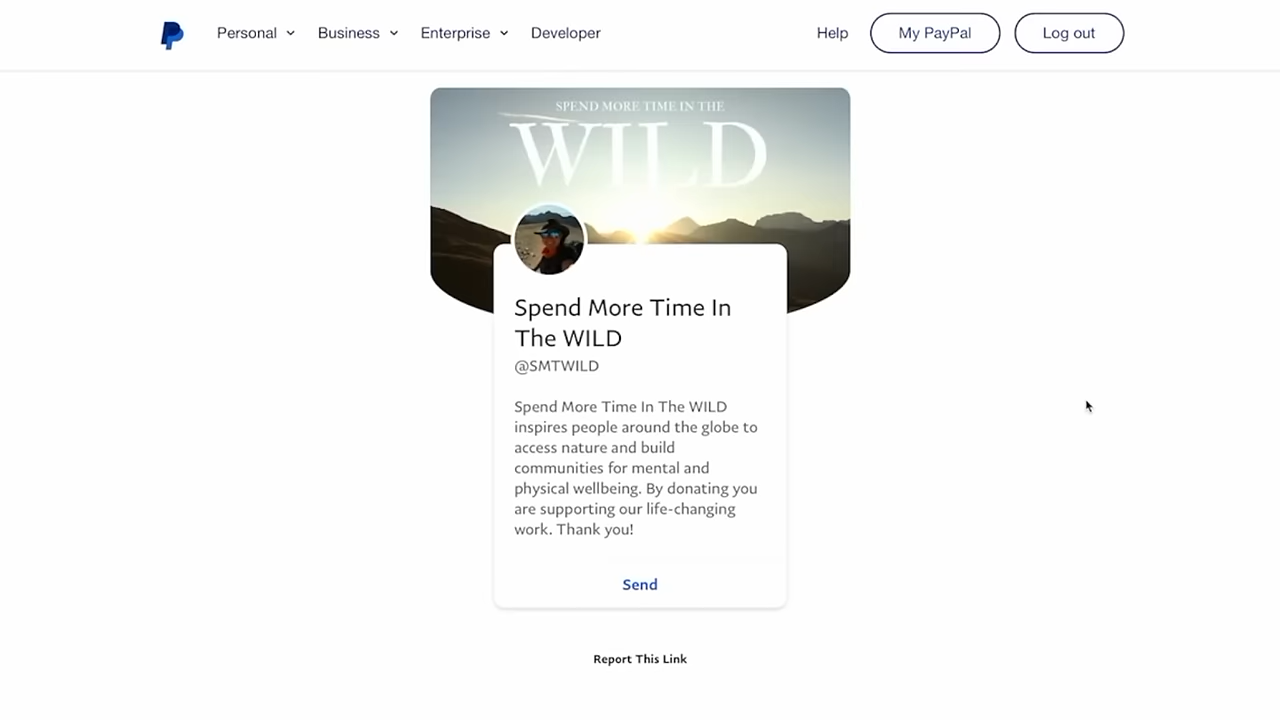 Personal Business Enterprise Developer Help My PayPal Log out
SPEND MORE TIME IN THE
WILD
Spend More Time In
The WILD
@SMTWILD
Spend More Time In The WILD
inspires people around the globe to
access nature and build
communities for mental and
physical wellbeing. By donating you
are supporting our life-changing
work. Thank you!
Send
Report This Link